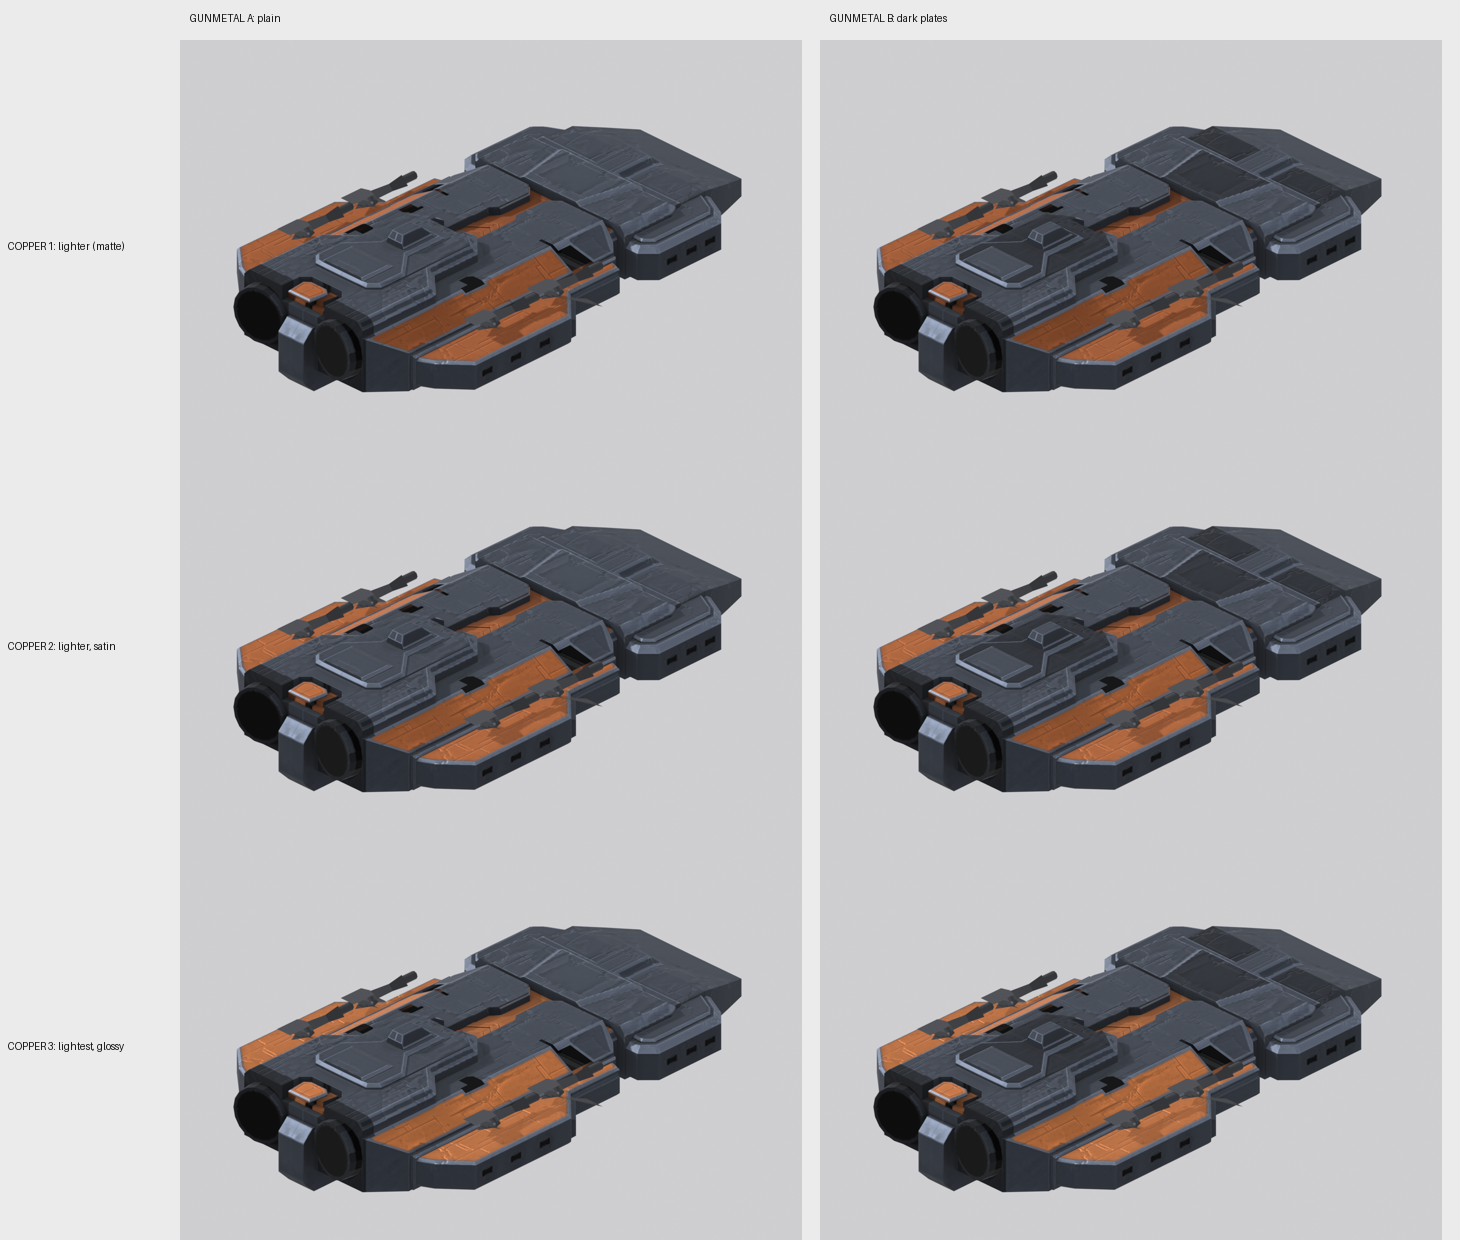 GUNMETAL A: plain
GUNMETAL B: dark plates
COPPER 1: lighter (matte)
COPPER 2: lighter, satin
COPPER 3: lightest, glossy